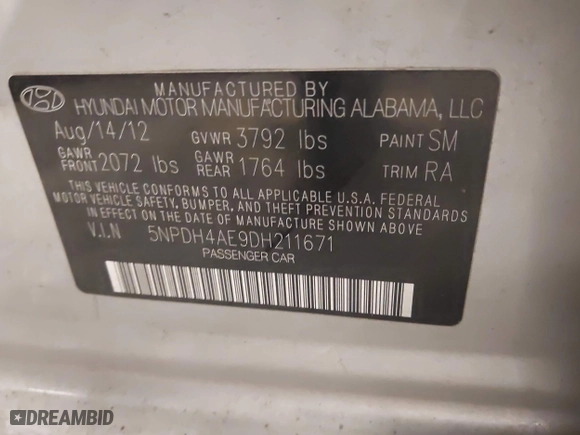 MANUFACTURED BY
HYUNDAI MOTOR MANUFACTURING ALABAMA, LLC
Aug/14/12 GVWR 3792 lbs PAINT SM
GAWR FRONT 2072 lbs GAWR REAR 1764 lbs TRIM RA
THIS VEHICLE CONFORMS TO ALL APPLICABLE U.S.A. FEDERAL
MOTOR VEHICLE SAFETY, BUMPER, AND THEFT PREVENTION
STANDARDS IN EFFECT ON THE DATE OF MANUFACTURE SHOWN ABOVE.
V.I.N 5NPDH4AE9DH211671
PASSENGER CAR
DREAMBID